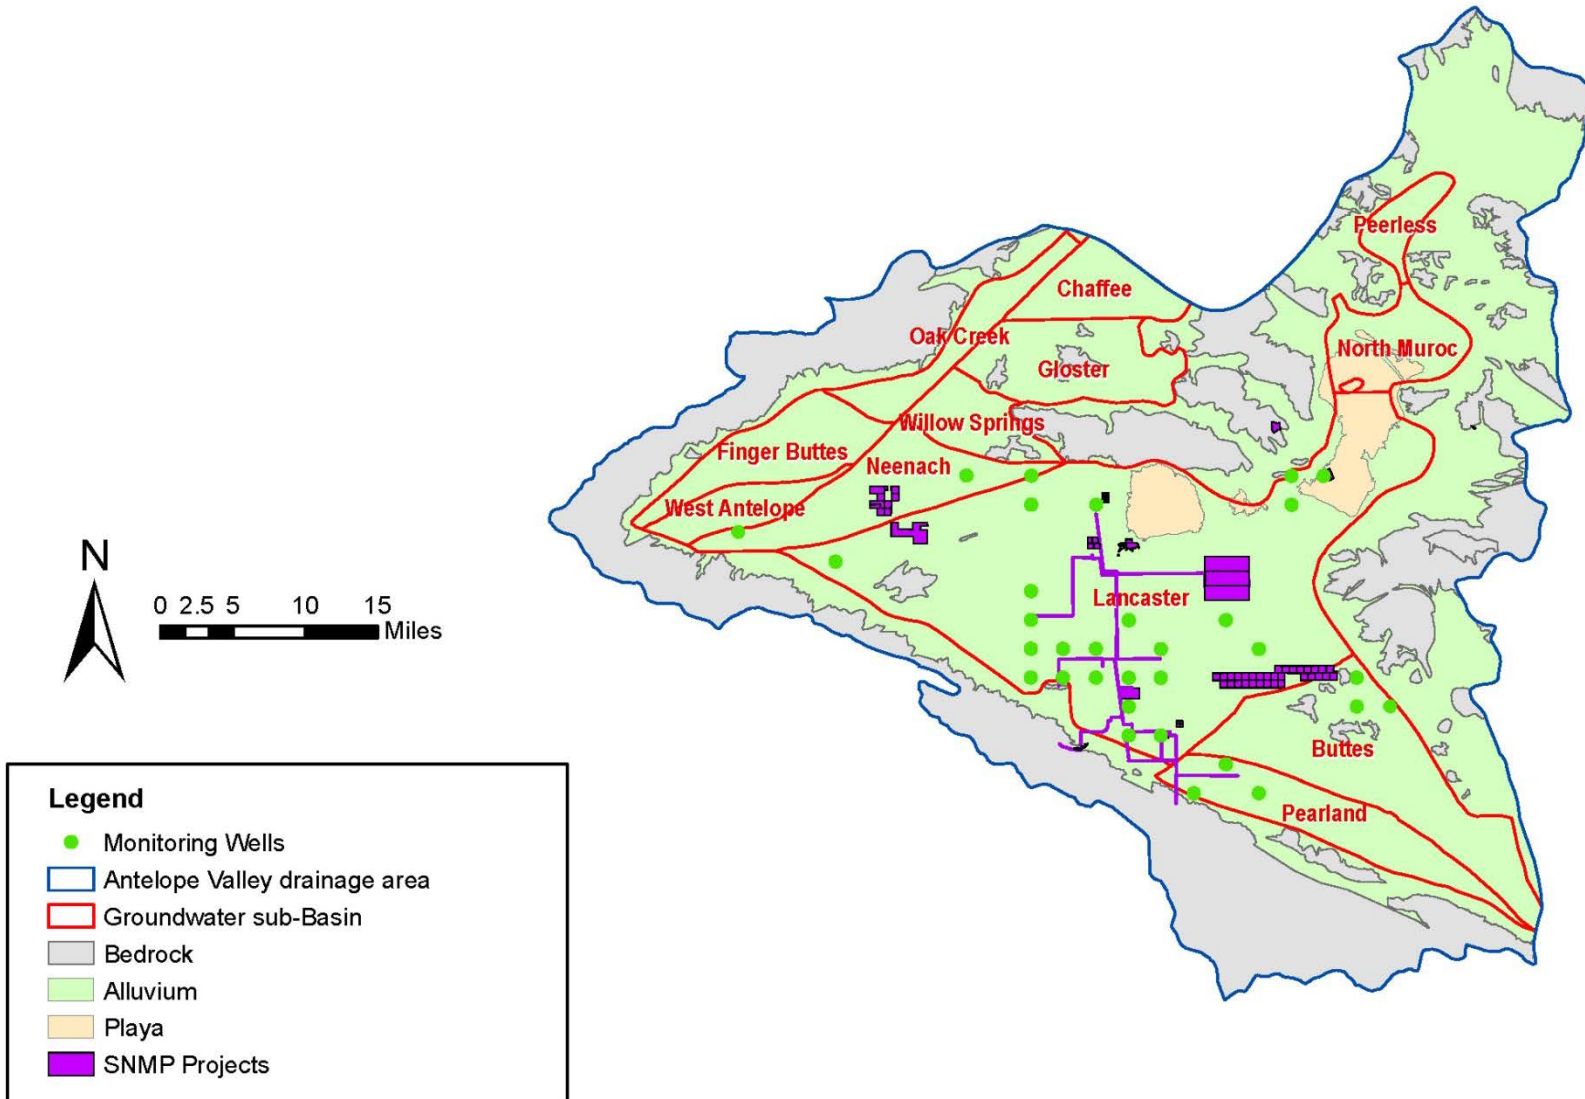 Peerless
Chaffee
Oak Creek
North Muroc
Gloster
Willow Springs
Finger Buttes
Neenach
West Antelope
N
0 2.5 5 10 15
Miles
Lancaster
Buttes
Pearland
Legend
Monitoring Wells
Antelope Valley drainage area
Groundwater sub-Basin
Bedrock
Alluvium
Playa
SNMP Projects